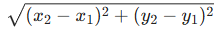 √(x₂ − x₁)2 + (y₂ − y₁)2